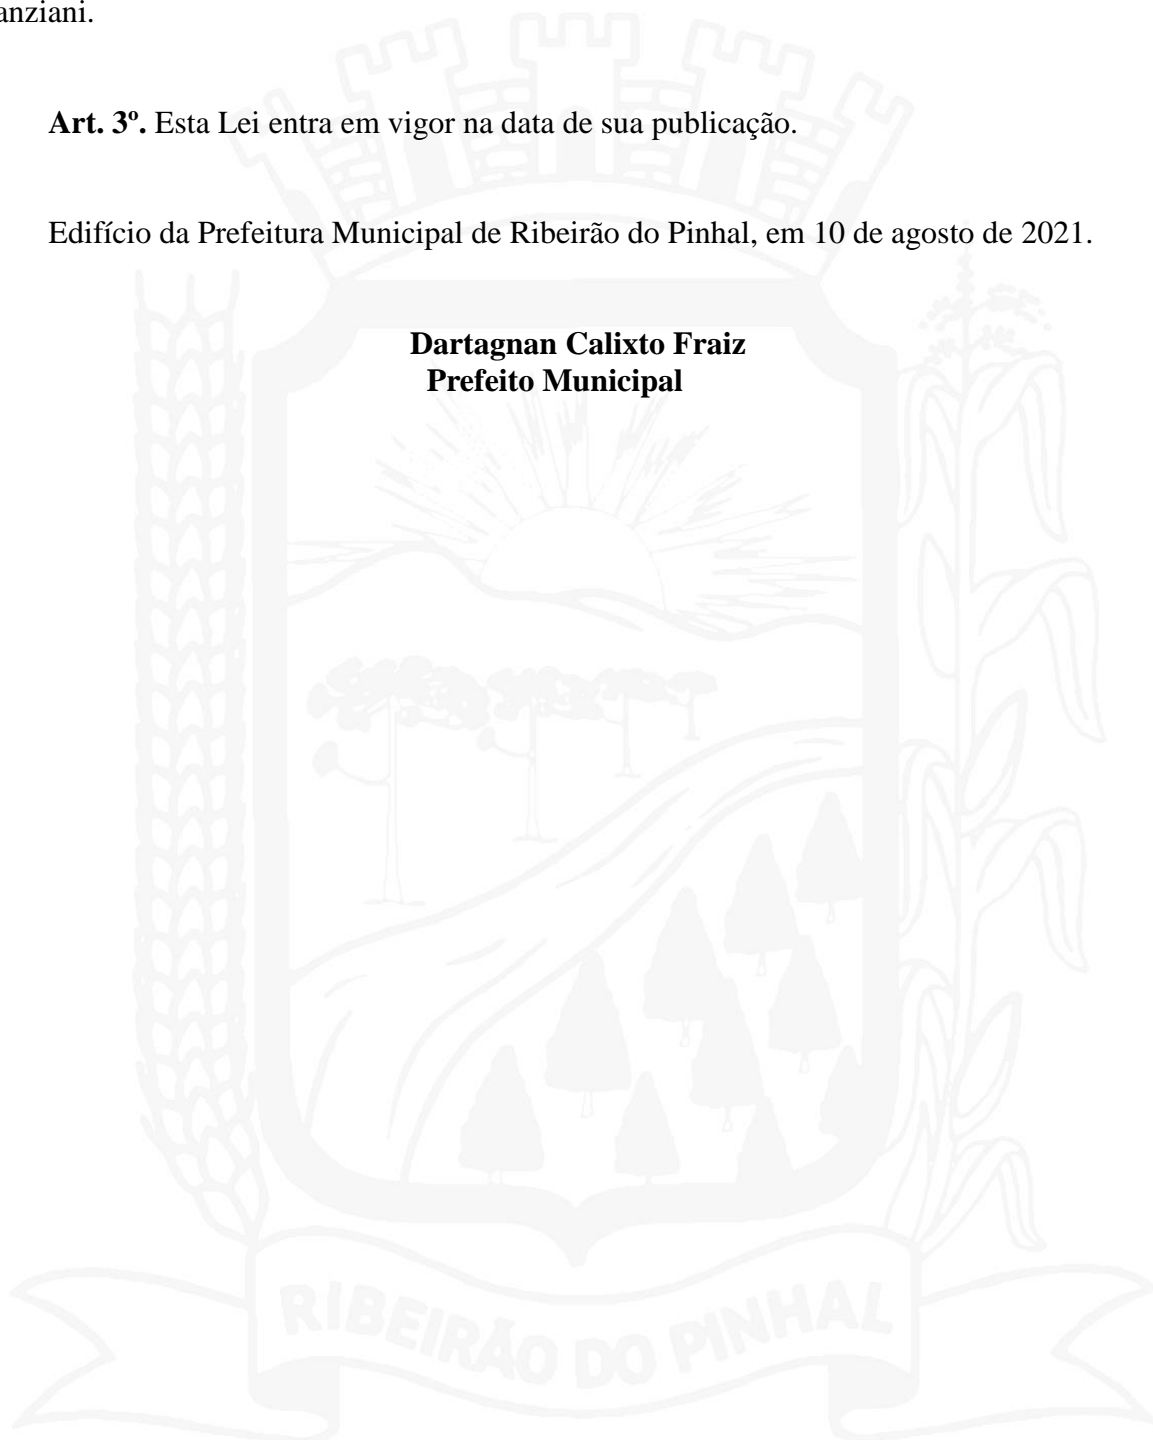 anziani.
Art. 3º. Esta Lei entra em vigor na data de sua publicação.
Edifício da Prefeitura Municipal de Ribeirão do Pinhal, em 10 de agosto de 2021.
Dartagnan Calixto Fraiz
Prefeito Municipal
RIBEIRÃO DO PINHAL